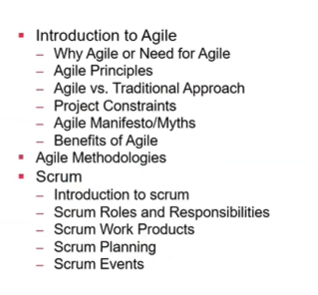 Introduction to Agile
– Why Agile or Need for Agile
– Agile Principles
– Agile vs. Traditional Approach
– Project Constraints
– Agile Manifesto/Myths
– Benefits of Agile
Agile Methodologies
Scrum
– Introduction to scrum
– Scrum Roles and Responsibilities
– Scrum Work Products
– Scrum Planning
– Scrum Events